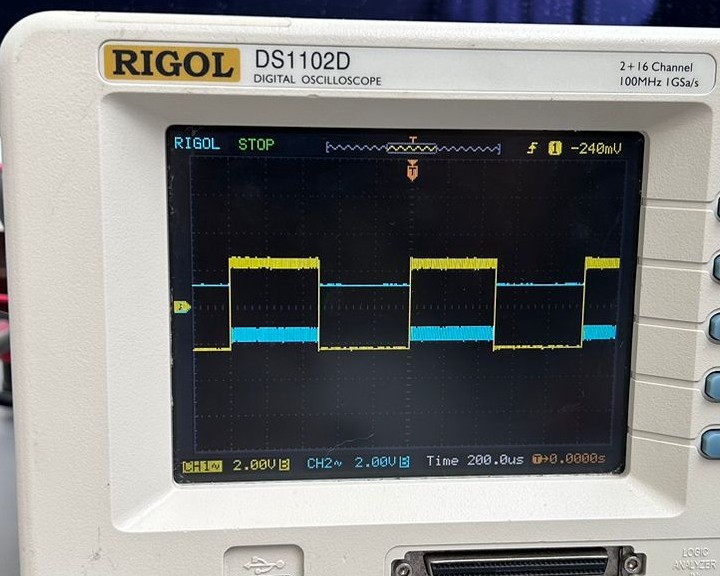 RIGOL DS1102D
DIGITAL OSCILLOSCOPE
2+16 Channel
100MHz 1GSa/s
RIGOL STOP
T
1 -240mV
T
CH1~ 2.00V B CH2~ 2.00V B Time 200.0us T→0.0000s
LOGIC
ANALYZER